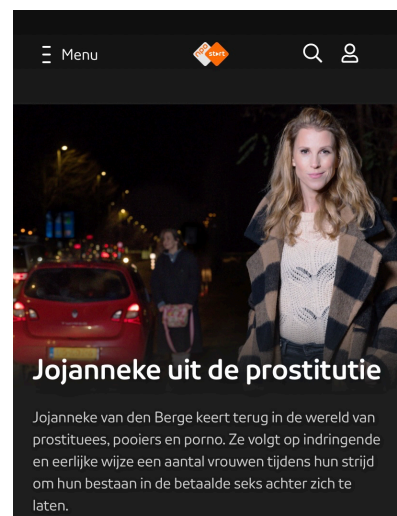 Menu
npo start
Jojanneke uit de prostitutie
Jojanneke van den Berge keert terug in de wereld van
prostituees, pooiers en porno. Ze volgt op indringende
en eerlijke wijze een aantal vrouwen tijdens hun strijd
om hun bestaan in de betaalde seks achter zich te
laten.